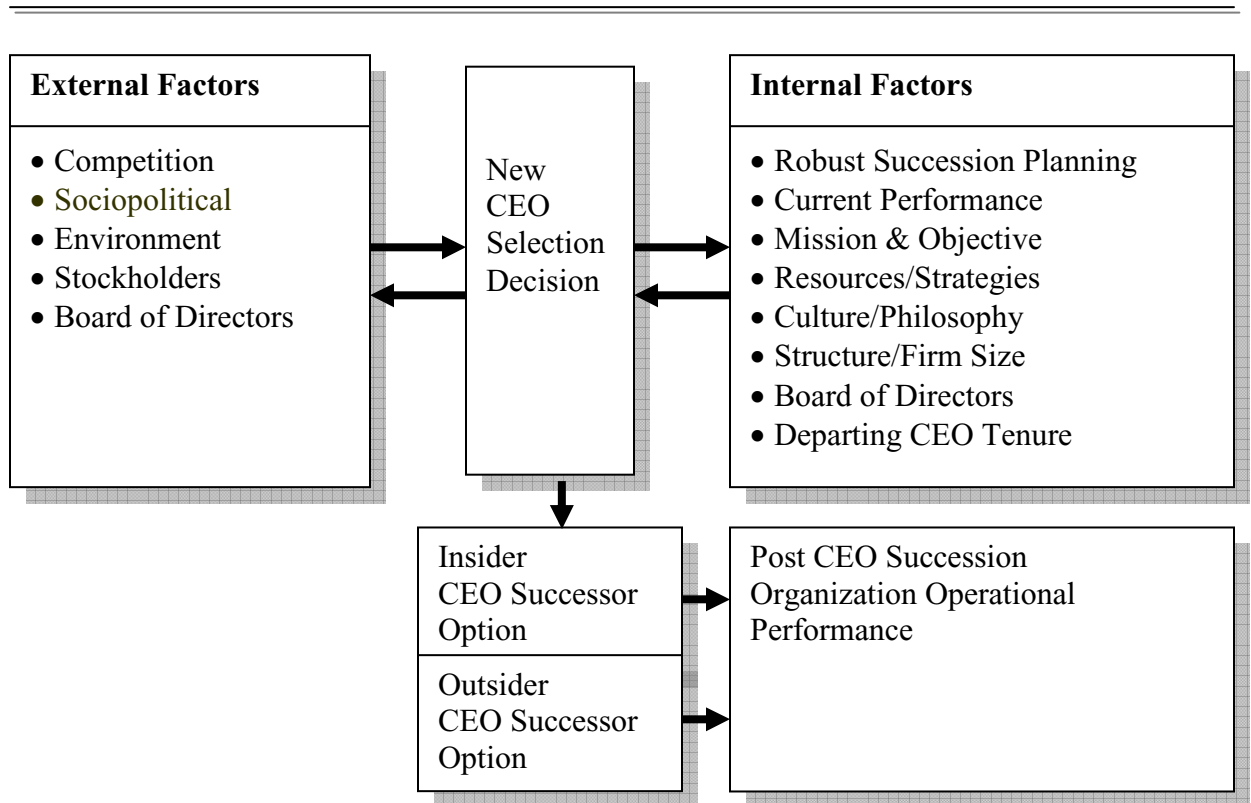 External Factors
• Competition
• Sociopolitical
• Environment
• Stockholders
• Board of Directors
New
CEO
Selection
Decision
Internal Factors
• Robust Succession Planning
• Current Performance
• Mission & Objective
• Resources/Strategies
• Culture/Philosophy
• Structure/Firm Size
• Board of Directors
• Departing CEO Tenure
Insider
CEO Successor
Option
Outsider
CEO Successor
Option
Post CEO Succession
Organization Operational
Performance